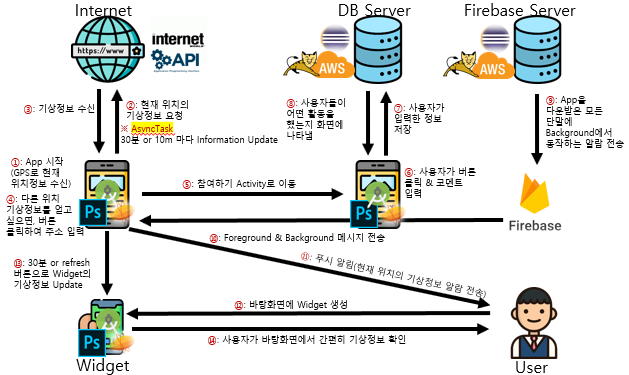 Internet
DB Server
Firebase Server
https://www
internet
API
AWS
AWS
③: 기상정보 수신
②: 현재 위치의
기상정보 요청
※ AsyncTask
30분 or 10m 마다 Information Update
⑧: 사용자들이
어떤 활동을
했는지 화면에
나타냄
⑦: 사용자가
입력한 정보
저장
⑨: App을
다운받은 모든
단말에
Background에서
동작하는 알람 전송
①: App 시작
(GPS로 현재
위치정보 수신)
④: 다른 위치
기상정보를 얻고
싶으면, 버튼
클릭하여 주소 입력
Ps
⑤: 참여하기 Activity로 이동
Ps
⑥: 사용자가 버튼
클릭 & 코멘트
입력
Firebase
⑩: Foreground & Background 메시지 전송
⑪: 푸시 알림(현재 위치의 기상정보 알람 전송)
⑬: 30분 or refresh
버튼으로 Widget의
기상정보 Update
Ps
⑫: 바탕화면에 Widget 생성
⑭: 사용자가 바탕화면에서 간편히 기상정보 확인
Widget
User